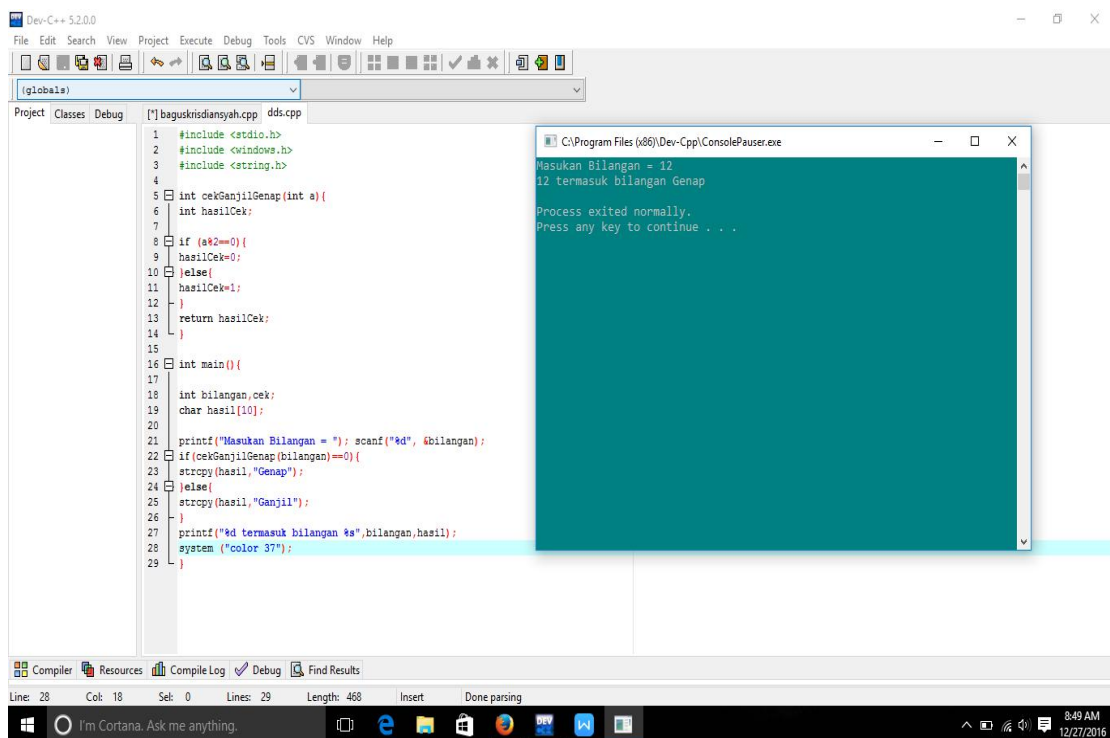 Dev-C++ 5.2.0.0
File Edit Search View Project Execute Debug Tools CVS Window Help
(globals)
Project Classes Debug
[*] baguskrisdiansyah.cpp dds.cpp
1 #include <stdio.h>
2 #include <windows.h>
3 #include <string.h>
4
5 int cekGanjilGenap(int a){
6 int hasilCek;
7
8 if (a%2==0){
9 hasilCek=0;
10 }else{
11 hasilCek=1;
12 }
13 return hasilCek;
14 }
15
16 int main(){
17
18 int bilangan,cek;
19 char hasil[10];
20
21 printf("Masukan Bilangan = "); scanf("%d", &bilangan);
22 if(cekGanjilGenap(bilangan)==0){
23 strcpy(hasil,"Genap");
24 }else{
25 strcpy(hasil,"Ganjil");
26 }
27 printf("%d termasuk bilangan %s",bilangan,hasil);
28 system ("color 37");
29 }
C:\Program Files (x86)\Dev-Cpp\ConsolePauser.exe
Masukan Bilangan = 12
12 termasuk bilangan Genap
Process exited normally.
Press any key to continue . . .
Compiler Resources Compile Log Debug Find Results
Line: 28 Col: 18 Sel: 0 Lines: 29 Length: 468 Insert Done parsing
I'm Cortana. Ask me anything.
DEV
W
8:49 AM
12/27/2016